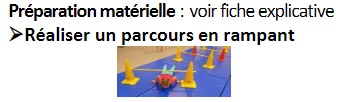 Préparation matérielle : voir fiche explicative
➢Réaliser un parcours en rampant